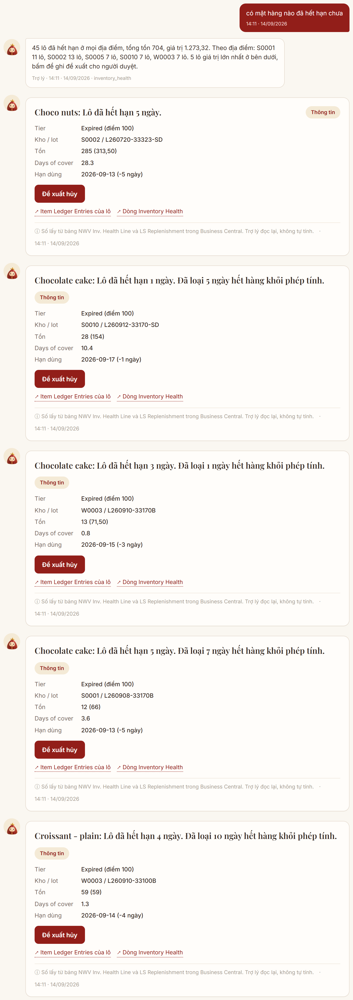 có mặt hàng nào đã hết hạn chưa
14:11 · 14/09/2026
45 lô đã hết hạn ở mọi địa điểm, tổng tồn 704, giá trị 1.273,32. Theo địa điểm: S0001
11 lô, S0002 13 lô, S0005 7 lô, S0010 7 lô, W0003 7 lô. 5 lô giá trị lớn nhất ở bên dưới,
bấm để ghi đề xuất cho người duyệt.
Trợ lý · 14:11 · 14/09/2026 · inventory_health
Choco nuts: Lô đã hết hạn 5 ngày.
Thông tin
Tier Expired (điểm 100)
Kho / lot S0002 / L260720-33323-SD
Tồn 285 (313,50)
Days of cover 28.3
Hạn dùng 2026-09-13 (-5 ngày)
Đề xuất hủy
↗ Item Ledger Entries của lô ↗ Dòng Inventory Health
ⓘ Số lấy từ bảng NWV Inv. Health Line và LS Replenishment trong Business Central. Trợ lý đọc lại, không tự tính. ·
14:11 · 14/09/2026
Chocolate cake: Lô đã hết hạn 1 ngày. Đã loại 5 ngày hết hàng khỏi phép tính.
Thông tin
Tier Expired (điểm 100)
Kho / lot S0010 / L260912-33170-SD
Tồn 28 (154)
Days of cover 10.4
Hạn dùng 2026-09-17 (-1 ngày)
Đề xuất hủy
↗ Item Ledger Entries của lô ↗ Dòng Inventory Health
ⓘ Số lấy từ bảng NWV Inv. Health Line và LS Replenishment trong Business Central. Trợ lý đọc lại, không tự tính. ·
14:11 · 14/09/2026
Chocolate cake: Lô đã hết hạn 3 ngày. Đã loại 1 ngày hết hàng khỏi phép tính.
Thông tin
Tier Expired (điểm 100)
Kho / lot W0003 / L260910-33170B
Tồn 13 (71,50)
Days of cover 0.8
Hạn dùng 2026-09-15 (-3 ngày)
Đề xuất hủy
↗ Item Ledger Entries của lô ↗ Dòng Inventory Health
ⓘ Số lấy từ bảng NWV Inv. Health Line và LS Replenishment trong Business Central. Trợ lý đọc lại, không tự tính. ·
14:11 · 14/09/2026
Chocolate cake: Lô đã hết hạn 5 ngày. Đã loại 7 ngày hết hàng khỏi phép tính.
Thông tin
Tier Expired (điểm 100)
Kho / lot S0001 / L260908-33170B
Tồn 12 (66)
Days of cover 3.6
Hạn dùng 2026-09-13 (-5 ngày)
Đề xuất hủy
↗ Item Ledger Entries của lô ↗ Dòng Inventory Health
ⓘ Số lấy từ bảng NWV Inv. Health Line và LS Replenishment trong Business Central. Trợ lý đọc lại, không tự tính. ·
14:11 · 14/09/2026
Croissant - plain: Lô đã hết hạn 4 ngày. Đã loại 10 ngày hết hàng khỏi phép tính.
Thông tin
Tier Expired (điểm 100)
Kho / lot W0003 / L260910-33100B
Tồn 59 (59)
Days of cover 1.3
Hạn dùng 2026-09-14 (-4 ngày)
Đề xuất hủy
↗ Item Ledger Entries của lô ↗ Dòng Inventory Health
ⓘ Số lấy từ bảng NWV Inv. Health Line và LS Replenishment trong Business Central. Trợ lý đọc lại, không tự tính. ·
14:11 · 14/09/2026